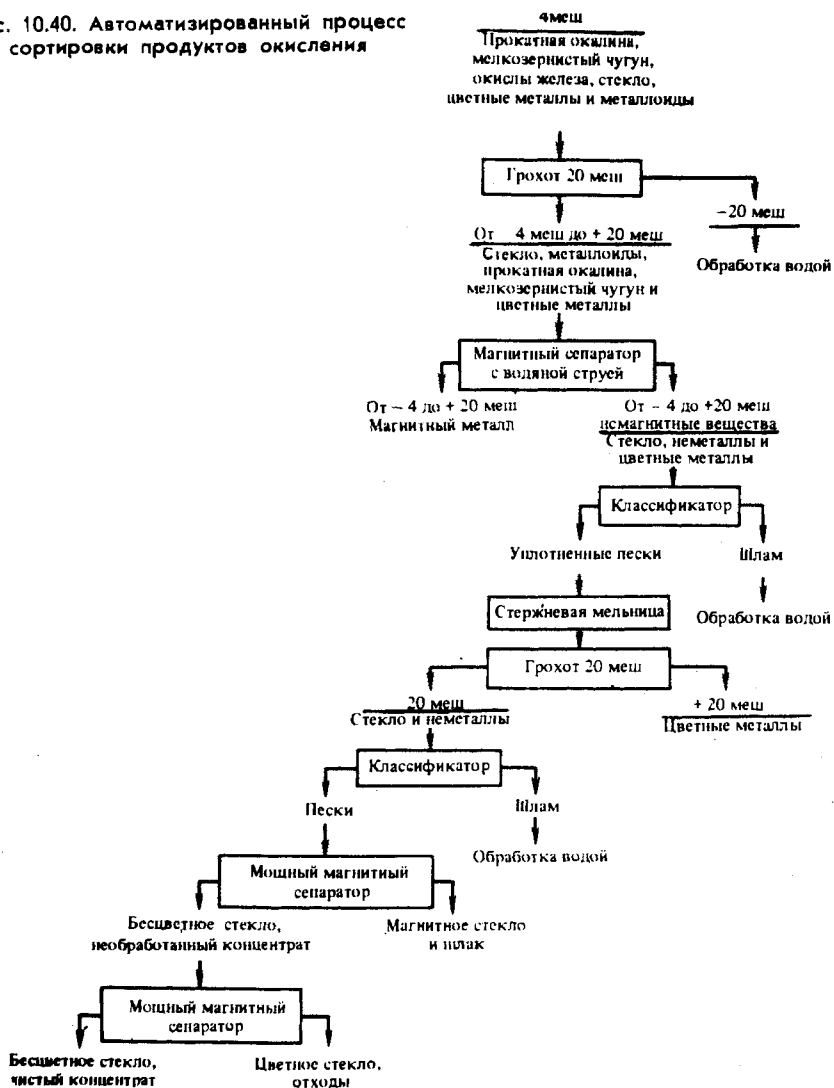 с. 10.40. Автоматизированный процесс
сортировки продуктов окисления
4меш
Прокатная окалина,
мелкозернистый чугун,
окислы железа, стекло,
цветные металлы и металлоиды
Грохот 20 меш
−20 меш
Обработка водой
От 4 меш до + 20 меш
Стекло, металлоиды,
прокатная окалина,
мелкозернистый чугун и
цветные металлы
Магнитный сепаратор
с водяной струей
От − 4 до + 20 меш
Магнитный металл
От − 4 до +20 меш
немагнитные вещества
Стекло, неметаллы и
цветные металлы
Классификатор
Уплотненные пески
Шлам
Обработка водой
Стержневая мельница
Грохот 20 меш
20 меш
Стекло и неметаллы
+ 20 меш
Цветные металлы
Классификатор
Пески
Шлам
Обработка водой
Мощный магнитный
сепаратор
Бесцветное стекло,
необработанный концентрат
Магнитное стекло
и шлак
Мощный магнитный
сепаратор
Бесцветное стекло,
чистый концентрат
Цветное стекло,
отходы